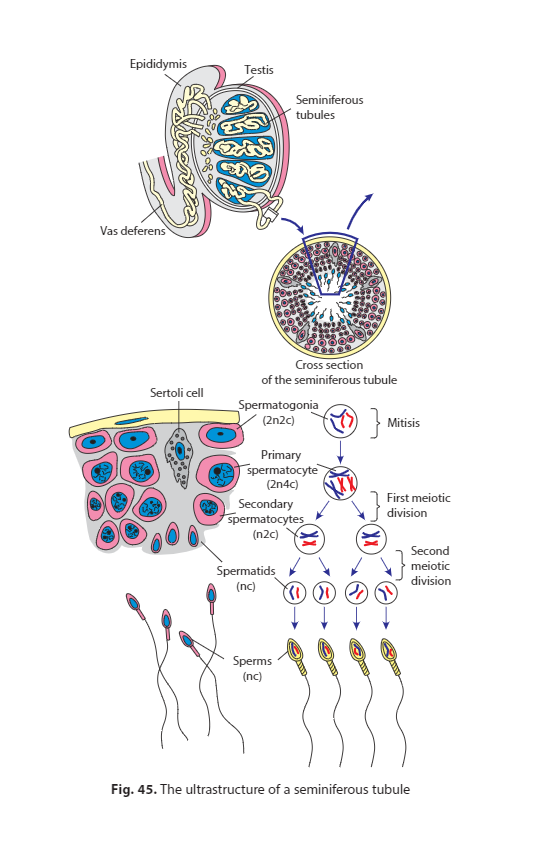 Epididymis
Testis
Seminiferous
tubules
Vas deferens
Cross section
of the seminiferous tubule
Sertoli cell
Spermatogonia
(2n2c)
Mitisis
Primary
spermatocyte
(2n4c)
First meiotic
division
Secondary
spermatocytes
(n2c)
Second
meiotic
division
Spermatids
(nc)
Sperms
(nc)
Fig. 45. The ultrastructure of a seminiferous tubule